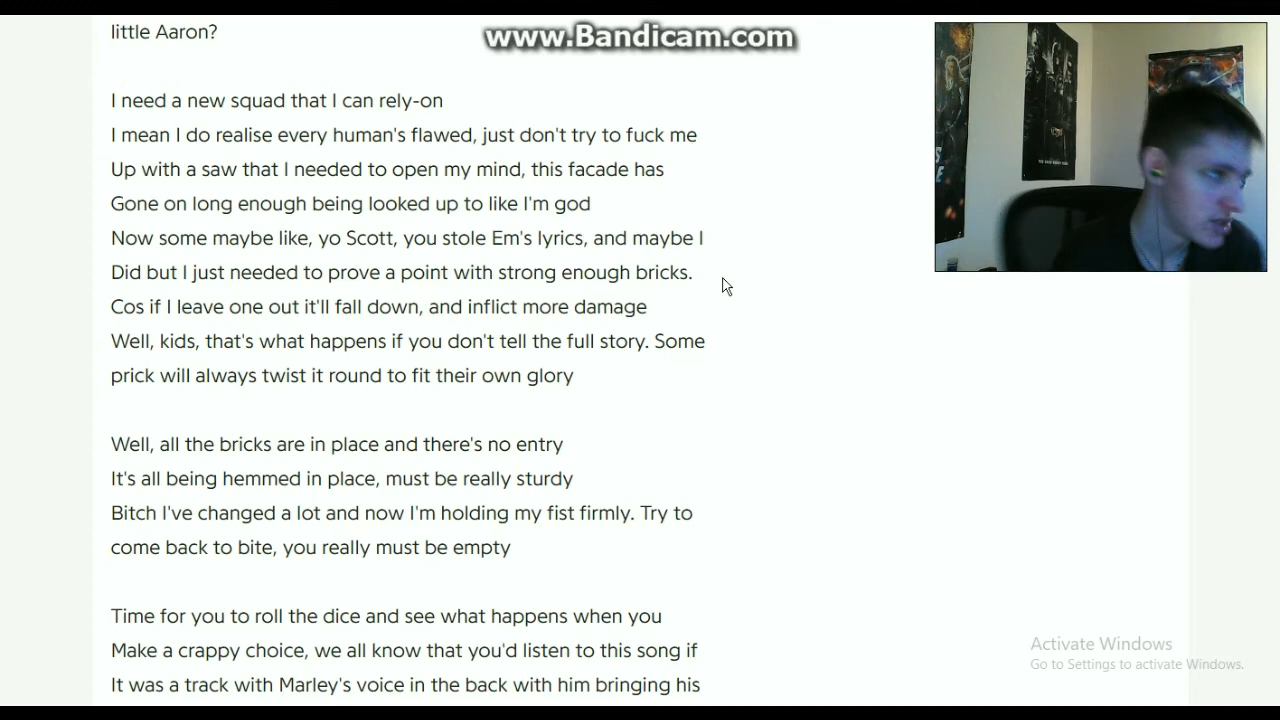 www.Bandicam.com
little Aaron?
I need a new squad that I can rely-on
I mean I do realise every human's flawed, just don't try to fuck me
Up with a saw that I needed to open my mind, this facade has
Gone on long enough being looked up to like I'm god
Now some maybe like, yo Scott, you stole Em's lyrics, and maybe I
Did but I just needed to prove a point with strong enough bricks.
Cos if I leave one out it'll fall down, and inflict more damage
Well, kids, that's what happens if you don't tell the full story. Some
prick will always twist it round to fit their own glory
Well, all the bricks are in place and there's no entry
It's all being hemmed in place, must be really sturdy
Bitch I've changed a lot and now I'm holding my fist firmly. Try to
come back to bite, you really must be empty
Time for you to roll the dice and see what happens when you
Make a crappy choice, we all know that you'd listen to this song if
It was a track with Marley's voice in the back with him bringing his
Activate Windows
Go to Settings to activate Windows.